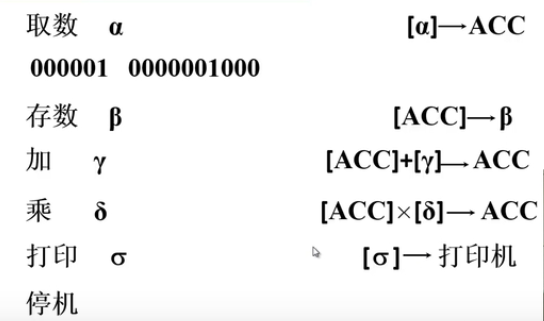 取数 α [α]→ACC
000001 0000001000
存数 β [ACC]→β
加 γ [ACC]+[γ]→ACC
乘 δ [ACC]×[δ]→ACC
打印 σ [σ]→打印机
停机